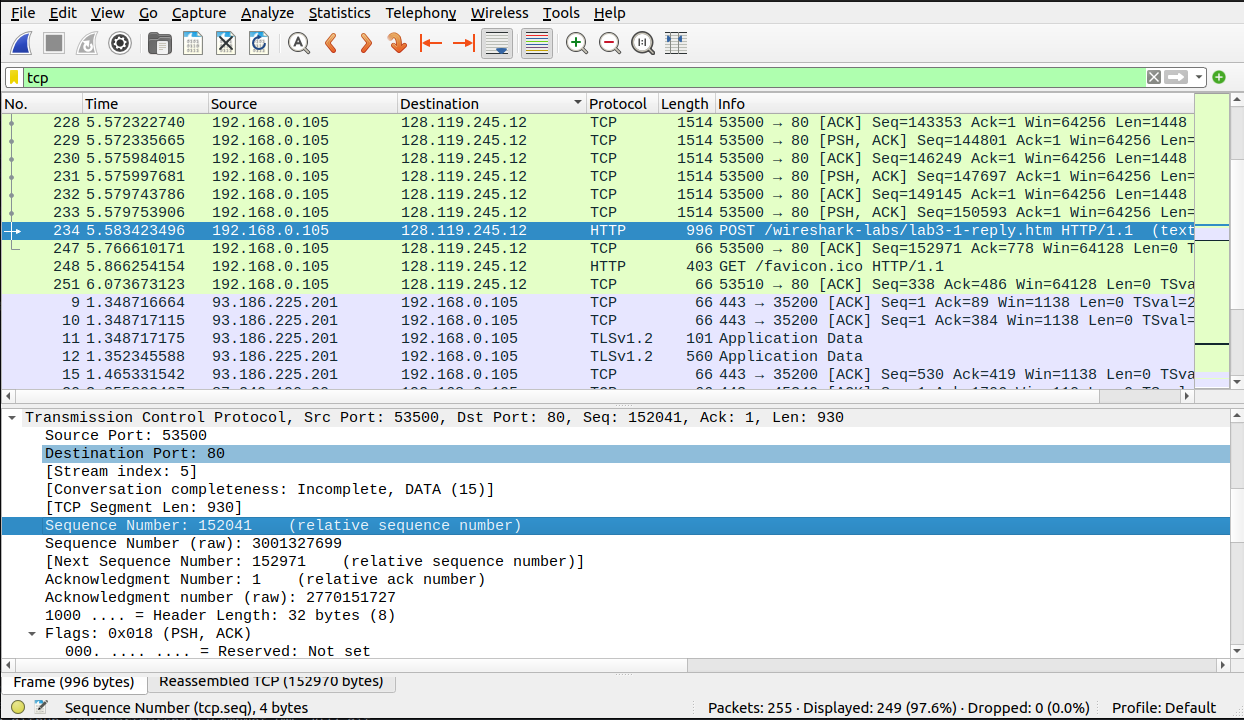 File Edit View Go Capture Analyze Statistics Telephony Wireless Tools Help
tcp
No. Time Source Destination Protocol Length Info
228 5.572322740 192.168.0.105 128.119.245.12 TCP 1514 53500 → 80 [ACK] Seq=143353 Ack=1 Win=64256 Len=1448
229 5.572335665 192.168.0.105 128.119.245.12 TCP 1514 53500 → 80 [PSH, ACK] Seq=144801 Ack=1 Win=64256 Len=
230 5.575984015 192.168.0.105 128.119.245.12 TCP 1514 53500 → 80 [ACK] Seq=146249 Ack=1 Win=64256 Len=1448
231 5.575997681 192.168.0.105 128.119.245.12 TCP 1514 53500 → 80 [PSH, ACK] Seq=147697 Ack=1 Win=64256 Len=
232 5.579743786 192.168.0.105 128.119.245.12 TCP 1514 53500 → 80 [ACK] Seq=149145 Ack=1 Win=64256 Len=1448
233 5.579753906 192.168.0.105 128.119.245.12 TCP 1514 53500 → 80 [PSH, ACK] Seq=150593 Ack=1 Win=64256 Len=
234 5.583423496 192.168.0.105 128.119.245.12 HTTP 996 POST /wireshark-labs/lab3-1-reply.htm HTTP/1.1 (text
247 5.766610171 192.168.0.105 128.119.245.12 TCP 66 53500 → 80 [ACK] Seq=152971 Ack=778 Win=64128 Len=0 T
248 5.866254154 192.168.0.105 128.119.245.12 HTTP 403 GET /favicon.ico HTTP/1.1
251 6.073673123 192.168.0.105 128.119.245.12 TCP 66 53510 → 80 [ACK] Seq=338 Ack=486 Win=64128 Len=0 TSva
9 1.348716664 93.186.225.201 192.168.0.105 TCP 66 443 → 35200 [ACK] Seq=1 Ack=89 Win=1138 Len=0 TSval=2
10 1.348717115 93.186.225.201 192.168.0.105 TCP 66 443 → 35200 [ACK] Seq=1 Ack=384 Win=1138 Len=0 TSval=
11 1.348717175 93.186.225.201 192.168.0.105 TLSv1.2 101 Application Data
12 1.352345588 93.186.225.201 192.168.0.105 TLSv1.2 560 Application Data
15 1.465331542 93.186.225.201 192.168.0.105 TCP 66 443 → 35200 [ACK] Seq=530 Ack=419 Win=1138 Len=0 TSva
Transmission Control Protocol, Src Port: 53500, Dst Port: 80, Seq: 152041, Ack: 1, Len: 930
Source Port: 53500
Destination Port: 80
[Stream index: 5]
[Conversation completeness: Incomplete, DATA (15)]
[TCP Segment Len: 930]
Sequence Number: 152041 (relative sequence number)
Sequence Number (raw): 3001327699
[Next Sequence Number: 152971 (relative sequence number)]
Acknowledgment Number: 1 (relative ack number)
Acknowledgment number (raw): 2770151727
1000 .... = Header Length: 32 bytes (8)
Flags: 0x018 (PSH, ACK)
000. .... .... = Reserved: Not set
Frame (996 bytes) Reassembled TCP (152970 bytes)
Sequence Number (tcp.seq), 4 bytes Packets: 255 · Displayed: 249 (97.6%) · Dropped: 0 (0.0%) Profile: Default